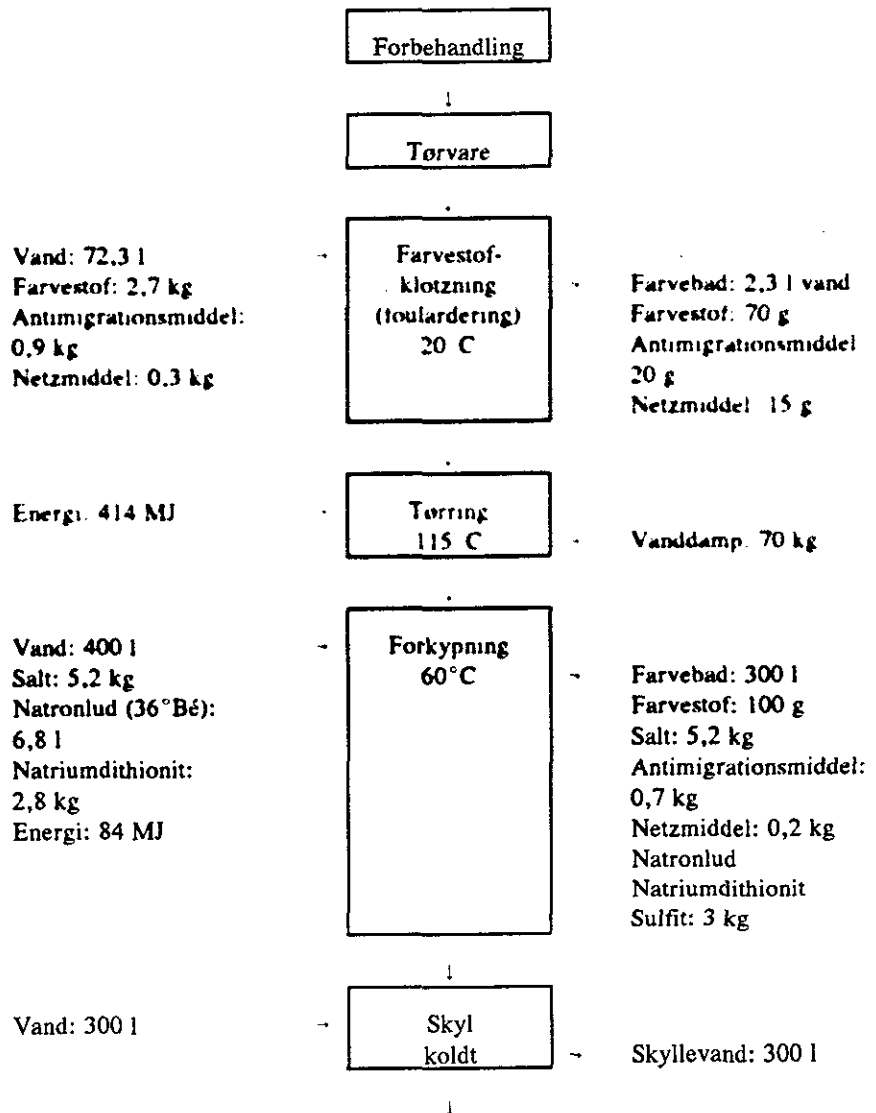 Forbehandling
Tørvare
Vand: 72,3 l
Farvestof: 2,7 kg
Antimigrationsmiddel:
0,9 kg
Netzmiddel: 0,3 kg
Farvestof-
klotzning
(foulardering)
20 C
Farvebad: 2,3 l vand
Farvestof: 70 g
Antimigrationsmiddel
20 g
Netzmiddel 15 g
Energi. 414 MJ
Tørring
115 C
Vanddamp. 70 kg
Vand: 400 l
Salt: 5,2 kg
Natronlud (36°Bé):
6,8 l
Natriumdithionit:
2,8 kg
Energi: 84 MJ
Forkypning
60°C
Farvebad: 300 l
Farvestof: 100 g
Salt: 5,2 kg
Antimigrationsmiddel:
0,7 kg
Netzmiddel: 0,2 kg
Natronlud
Natriumdithionit
Sulfit: 3 kg
Vand: 300 l
Skyl
koldt
Skyllevand: 300 l